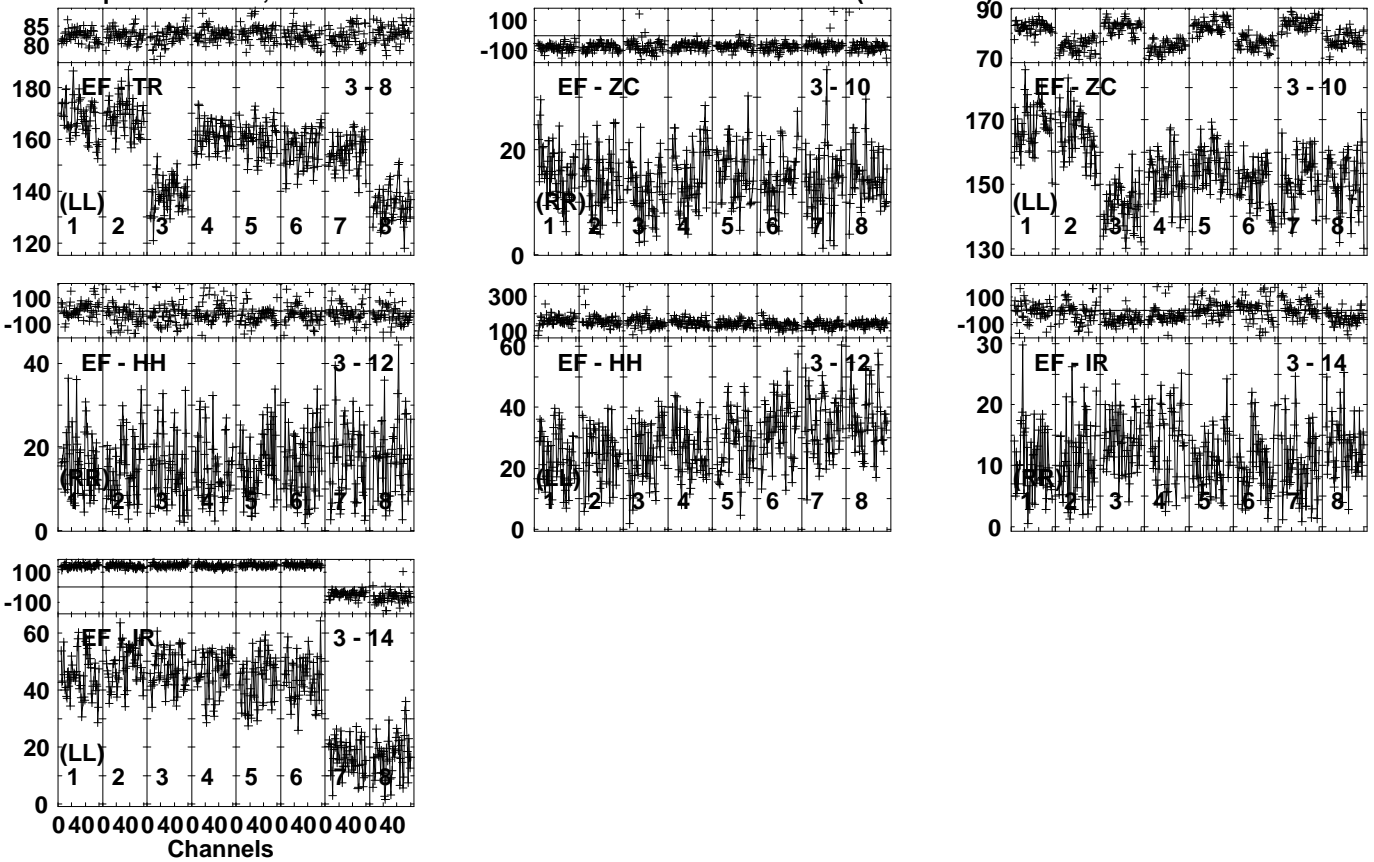 85
80
180
160
140
120
EF - TR 3 - 8
(LL)
1 2 3 4 5 6 7 8
100
-100
20
0
EF - ZC 3 - 10
(RR)
1 2 3 4 5 6 7 8
90
70
170
150
130
EF - ZC 3 - 10
(LL)
1 2 3 4 5 6 7 8
100
-100
40
20
0
EF - HH 3 - 12
(RR)
1 2 3 4 5 6 7 8
300
100
60
40
20
0
EF - HH 3 - 12
(LL)
1 2 3 4 5 6 7 8
100
-100
30
20
10
0
EF - IR 3 - 14
(RR)
1 2 3 4 5 6 7 8
100
-100
60
40
20
0
EF - IR 3 - 14
(LL)
1 2 3 4 5 6 7 8
0 40 0 40 0 40 0 40 0 40 0 40 0 40 0 40
Channels